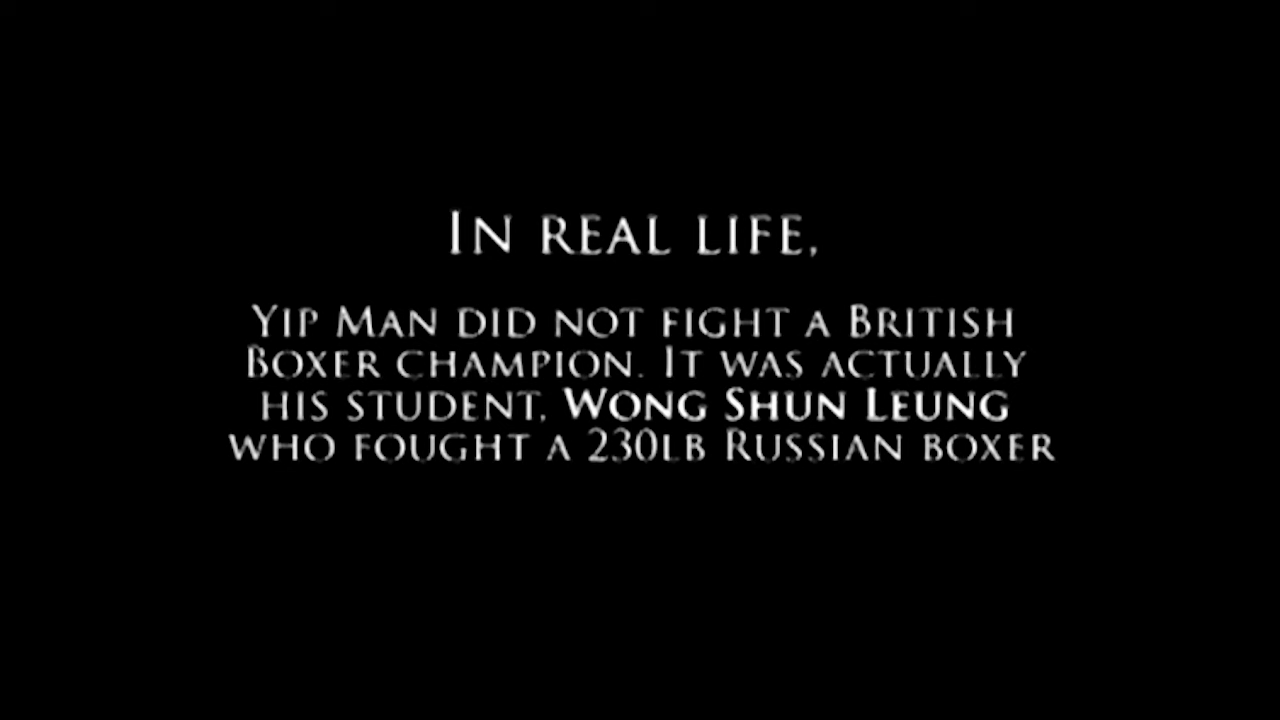 In real life,
Yip Man did not fight a British
Boxer champion. It was actually
his student, Wong Shun Leung
who fought a 230lb Russian boxer